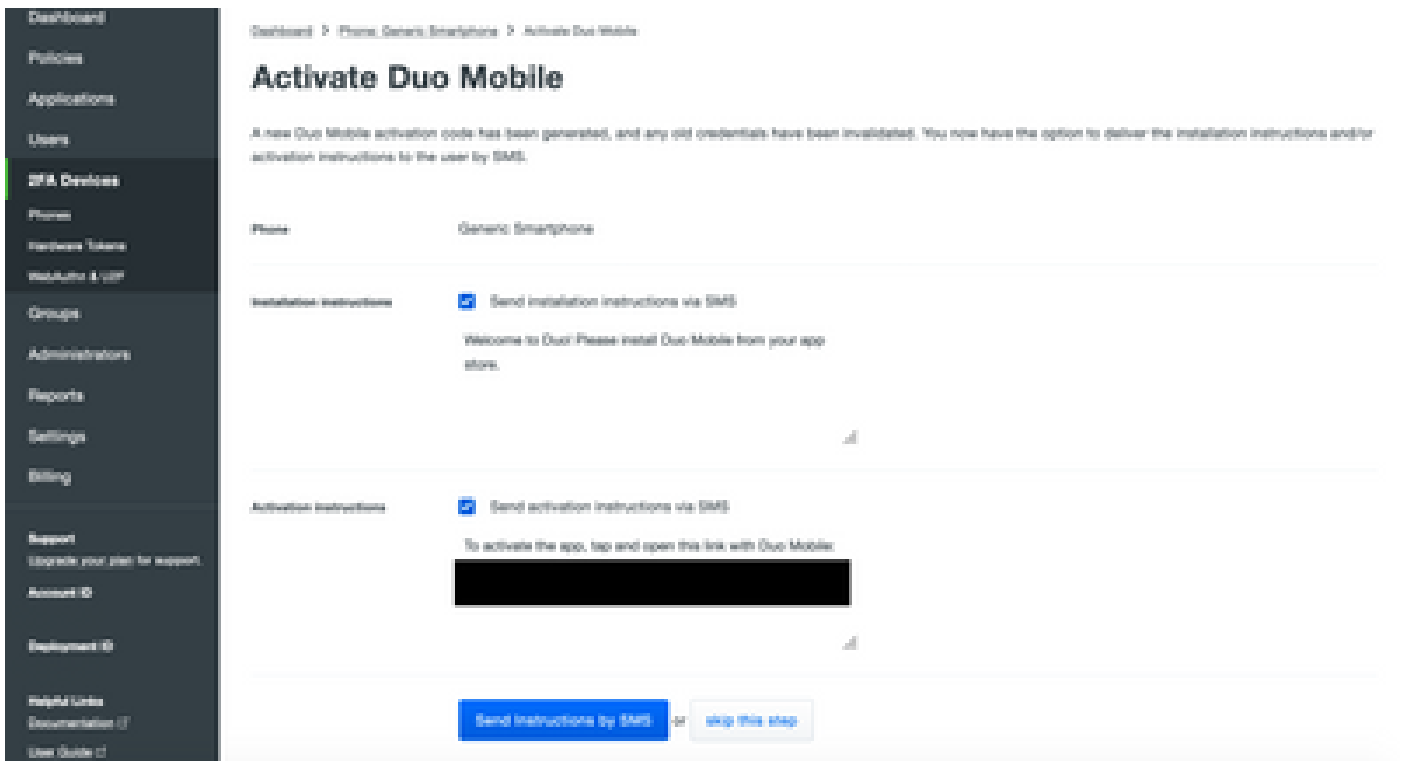 Dashboard
Policies
Applications
Users
2FA Devices
Phones
Hardware Tokens
WebAuthn & U2F
Groups
Administrators
Reports
Settings
Billing
Support
Upgrade your plan for support.
Account ID
Deployment ID
Helpful Links
Documentation
User Guide
Dashboard > Phone: Generic Smartphone > Activate Duo Mobile
Activate Duo Mobile
A new Duo Mobile activation code has been generated, and any old credentials have been invalidated. You now have the option to deliver the installation instructions and/or
activation instructions to the user by SMS.
Phone Generic Smartphone
Installation instructions Send installation instructions via SMS
Welcome to Duo! Please install Duo Mobile from your app
store.
Activation instructions Send activation instructions via SMS
To activate the app, tap and open this link with Duo Mobile:
Send Instructions by SMS or skip this step